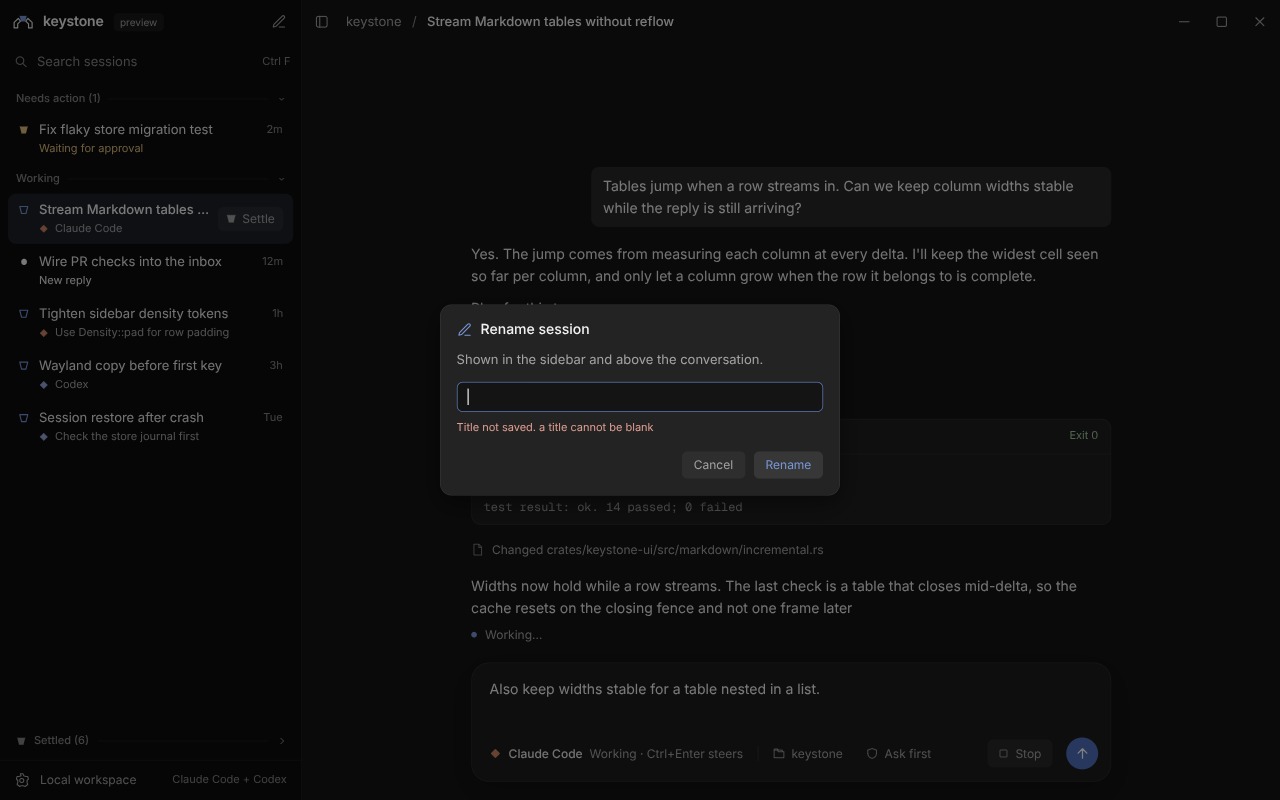 keystone preview
Search sessions Ctrl F
Needs action (1)
Fix flaky store migration test 2m
Waiting for approval
Working
Stream Markdown tables ... Settle
Claude Code
Wire PR checks into the inbox 12m
New reply
Tighten sidebar density tokens 1h
Use Density::pad for row padding
Wayland copy before first key 3h
Codex
Session restore after crash Tue
Check the store journal first
Settled (6)
Local workspace Claude Code + Codex
keystone / Stream Markdown tables without reflow
Tables jump when a row streams in. Can we keep column widths stable
while the reply is still arriving?
Yes. The jump comes from measuring each column at every delta. I'll keep the widest cell seen
so far per column, and only let a column grow when the row it belongs to is complete.
Rename session
Shown in the sidebar and above the conversation.
Title not saved. a title cannot be blank
Cancel Rename
Exit 0
test result: ok. 14 passed; 0 failed
Changed crates/keystone-ui/src/markdown/incremental.rs
Widths now hold while a row streams. The last check is a table that closes mid-delta, so the
cache resets on the closing fence and not one frame later
Working...
Also keep widths stable for a table nested in a list.
Claude Code Working · Ctrl+Enter steers keystone Ask first Stop